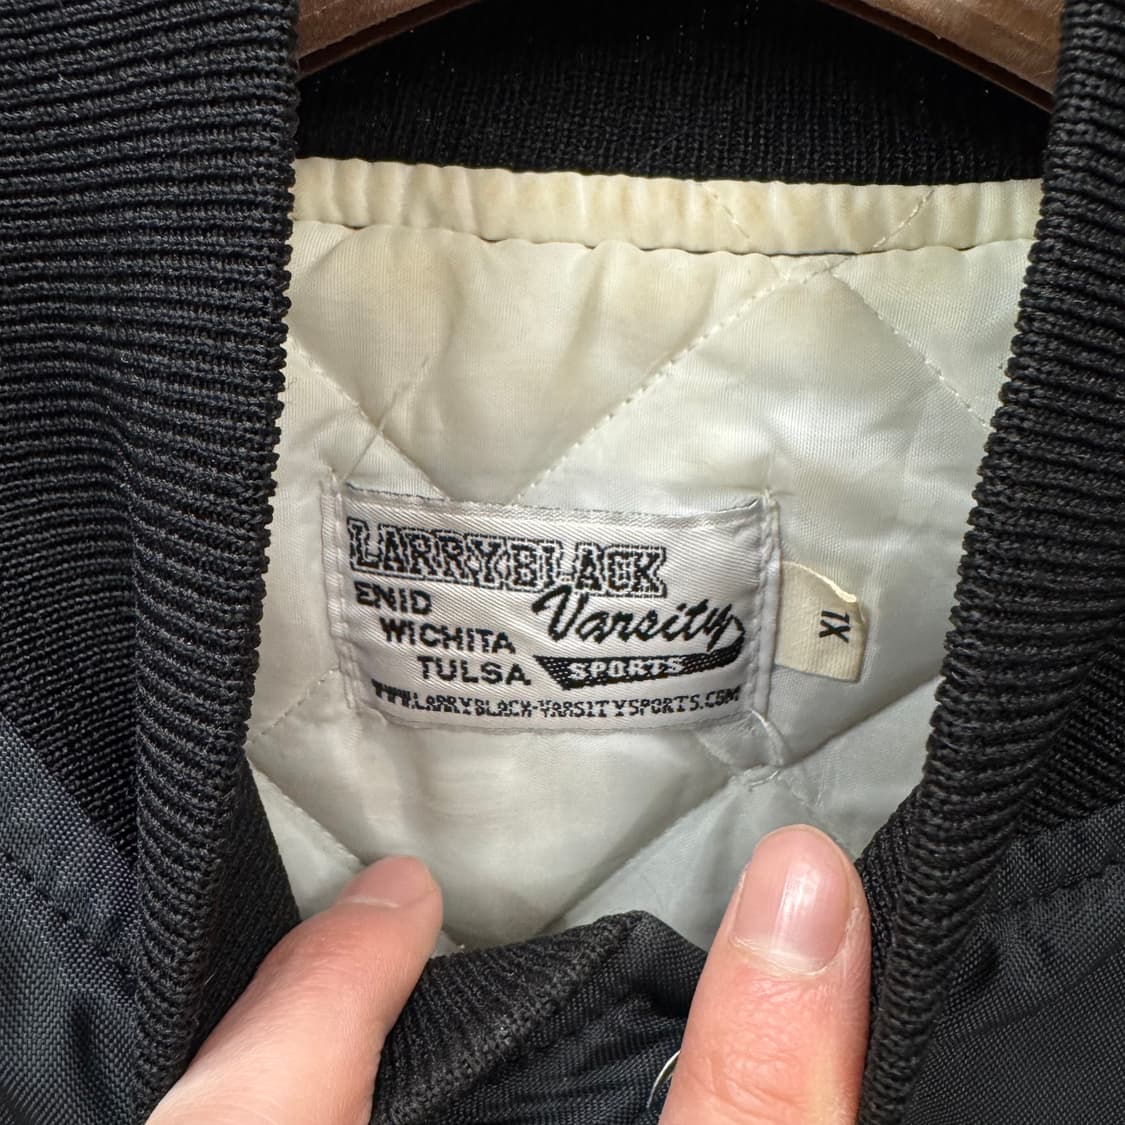 LARRY BLACK
ENID
WICHITA
TULSA
Varsity
SPORTS
WWW.LARRYBLACK-VARSITYSPORTS.COM
XL